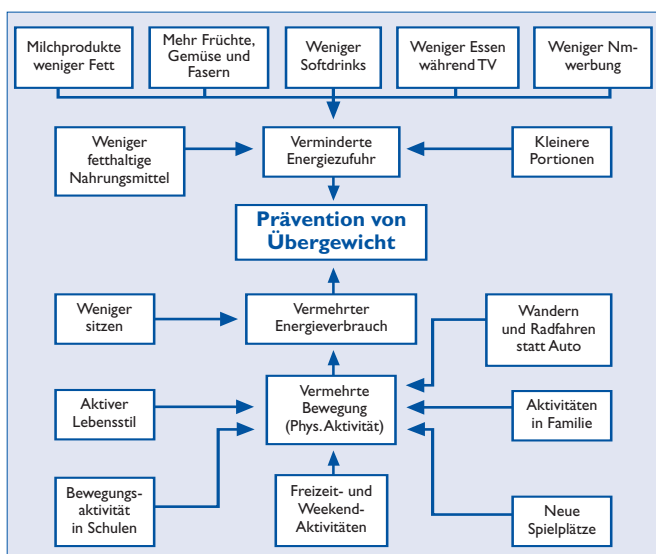 Milchprodukte
weniger Fett
Mehr Früchte,
Gemüse und
Fasern
Weniger
Softdrinks
Weniger Essen
während TV
Weniger Nm-
werbung
Weniger
fetthaltige
Nahrungsmittel
Verminderte
Energiezufuhr
Kleinere
Portionen
Prävention von
Übergewicht
Weniger
sitzen
Vermehrter
Energieverbrauch
Wandern
und Radfahren
statt Auto
Aktiver
Lebensstil
Vermehrte
Bewegung
(Phys. Aktivität)
Aktivitäten
in Familie
Bewegungs-
aktivität
in Schulen
Freizeit- und
Weekend-
Aktivitäten
Neue
Spielplätze